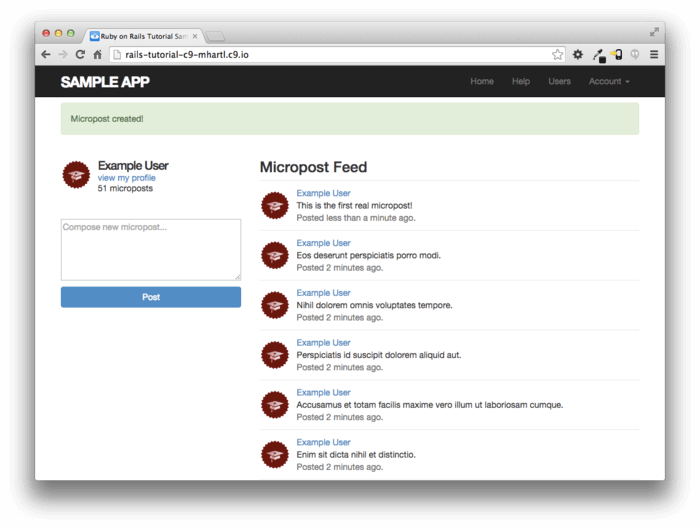 Ruby on Rails Tutorial Sam
rails-tutorial-c9-mhartl.c9.io
SAMPLE APP
Home Help Users Account
Micropost created!
Example User
view my profile
51 microposts
Compose new micropost...
Post
Micropost Feed
Example User
This is the first real micropost!
Posted less than a minute ago.
Example User
Eos deserunt perspiciatis porro modi.
Posted 2 minutes ago.
Example User
Nihil dolorem omnis voluptates tempore.
Posted 2 minutes ago.
Example User
Perspiciatis id suscipit dolorem aliquid aut.
Posted 2 minutes ago.
Example User
Accusamus et totam facilis maxime vero illum ut laboriosam cumque.
Posted 2 minutes ago.
Example User
Enim sit dicta nihil et distinctio.
Posted 2 minutes ago.